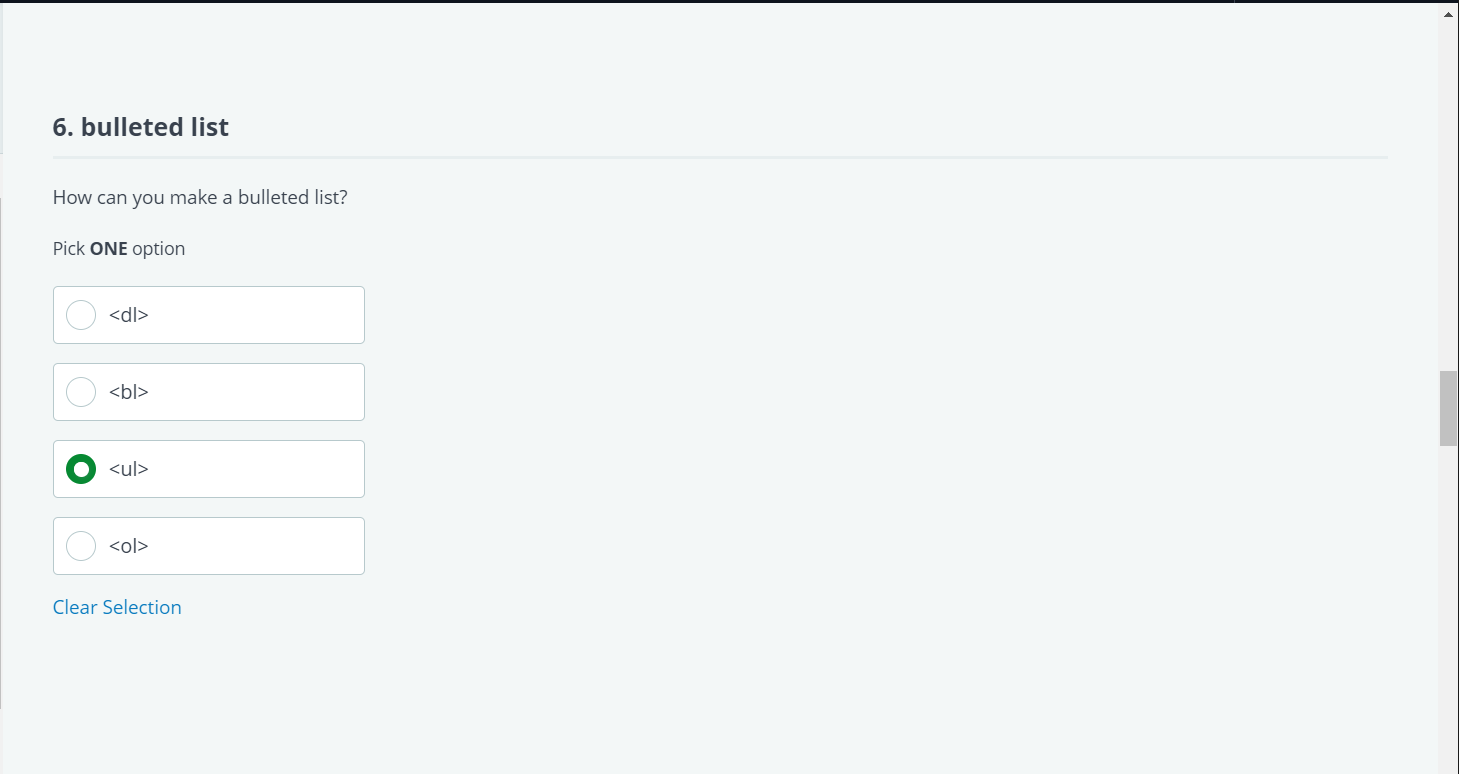 6. bulleted list
How can you make a bulleted list?
Pick ONE option
<dl>
<bl>
<ul>
<ol>
Clear Selection